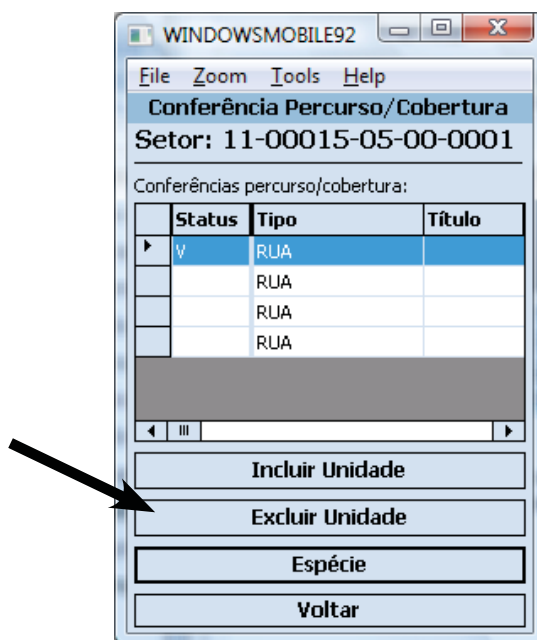 WINDOWSMOBILE92
File Zoom Tools Help
Conferência Percurso/Cobertura
Setor: 11-00015-05-00-0001
Conferências percurso/cobertura:
Status Tipo Título
V RUA
RUA
RUA
RUA
Incluir Unidade
Excluir Unidade
Espécie
Voltar